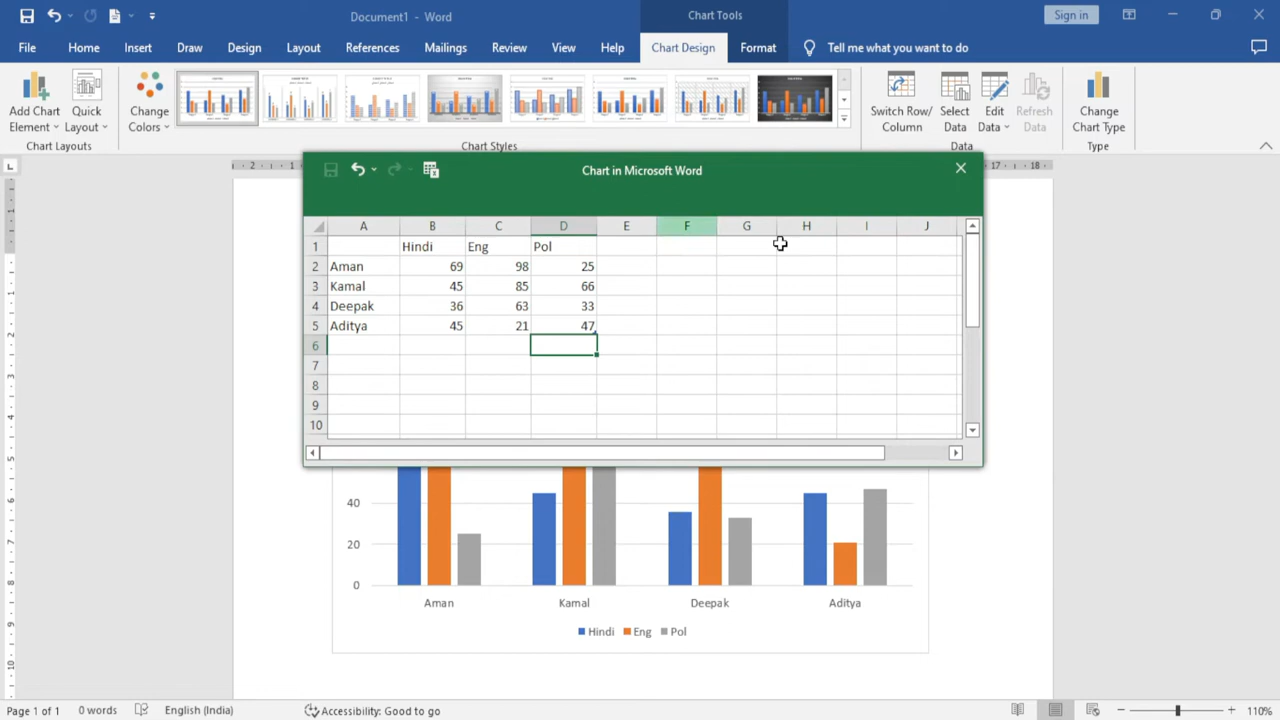 Document1 - Word
Chart Tools
Sign in
File Home Insert Draw Design Layout References Mailings Review View Help Chart Design Format Tell me what you want to do
Add Chart Element
Quick Layout
Change Colors
Switch Row/ Column
Select Data
Edit Data
Refresh Data
Change Chart Type
Chart Layouts Chart Styles Data Type
2 1 17 18
Chart in Microsoft Word
A B C D E F G H I J
1 Hindi Eng Pol
2 Aman 69 98 25
3 Kamal 45 85 66
4 Deepak 36 63 33
5 Aditya 45 21 47
6
7
8
9
10
40
20
0
Aman Kamal Deepak Aditya
Hindi Eng Pol
Page 1 of 1 0 words English (India) Accessibility: Good to go 110%